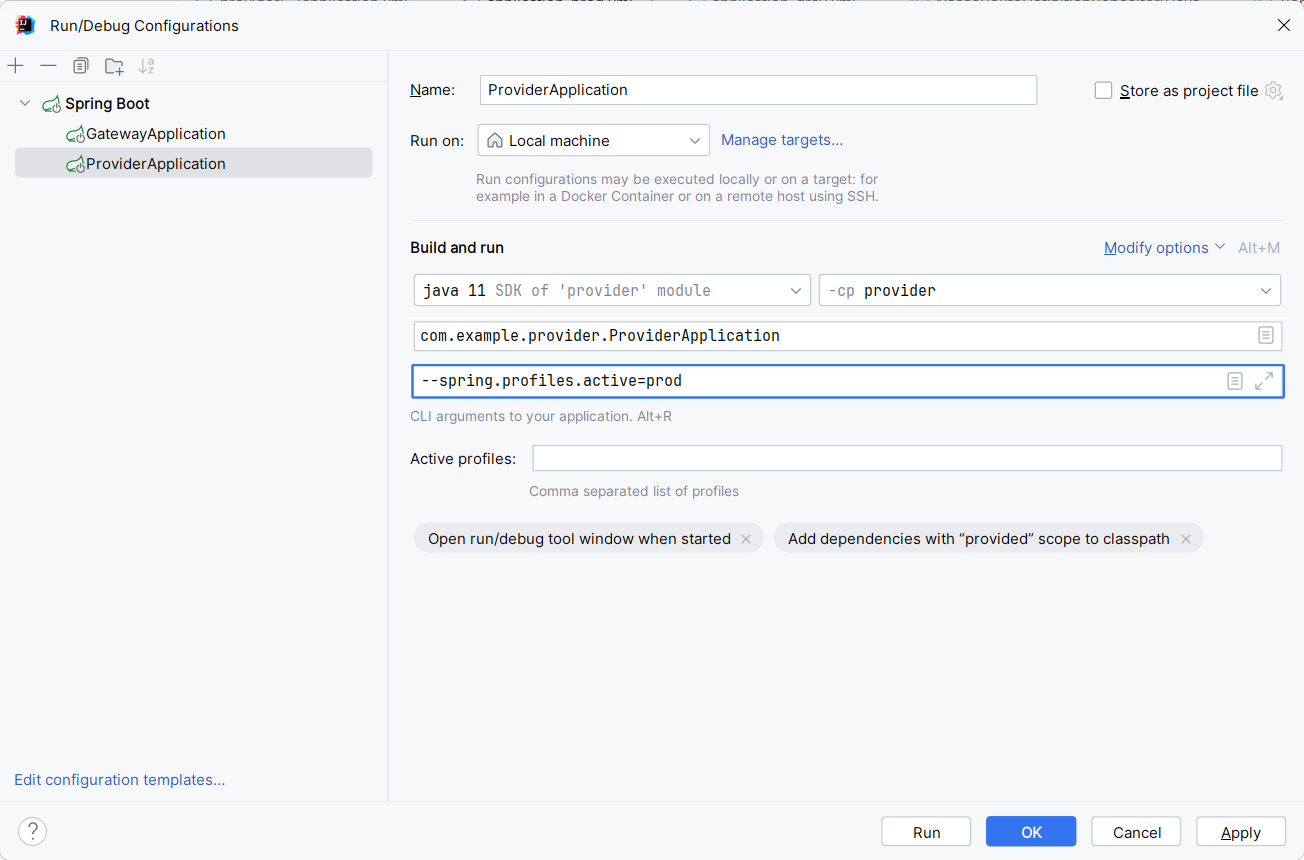 Run/Debug Configurations
Spring Boot
GatewayApplication
ProviderApplication
Edit configuration templates...
Name: ProviderApplication
Store as project file
Run on: Local machine Manage targets...
Run configurations may be executed locally or on a target: for
example in a Docker Container or on a remote host using SSH.
Build and run
Modify options Alt+M
java 11 SDK of 'provider' module
-cp provider
com.example.provider.ProviderApplication
--spring.profiles.active=prod
CLI arguments to your application. Alt+R
Active profiles:
Comma separated list of profiles
Open run/debug tool window when started
Add dependencies with “provided” scope to classpath
?
Run
OK
Cancel
Apply